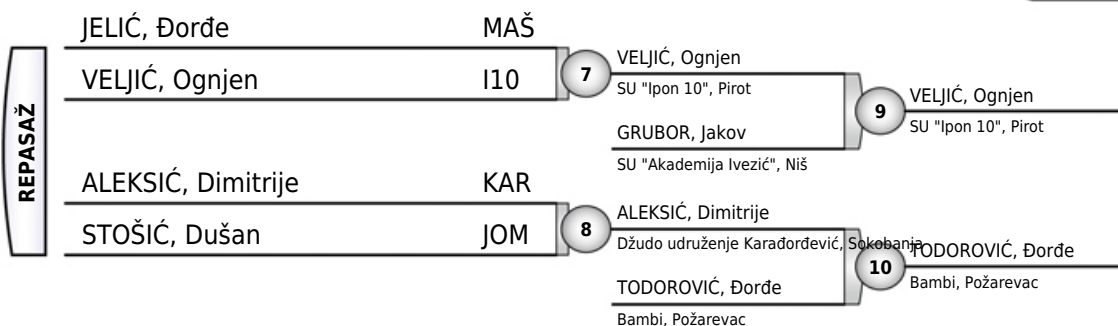 REPASAŽ
JELIĆ, Đorđe MAŠ
VELJIĆ, Ognjen I10
7
VELJIĆ, Ognjen
SU "Ipon 10", Pirot
GRUBOR, Jakov
SU "Akademija Ivezić", Niš
9
VELJIĆ, Ognjen
SU "Ipon 10", Pirot
ALEKSIĆ, Dimitrije KAR
STOŠIĆ, Dušan JOM
8
ALEKSIĆ, Dimitrije
Džudo udruženje Karađorđević, Sokobanja
TODOROVIĆ, Đorđe
Bambi, Požarevac
10
TODOROVIĆ, Đorđe
Bambi, Požarevac